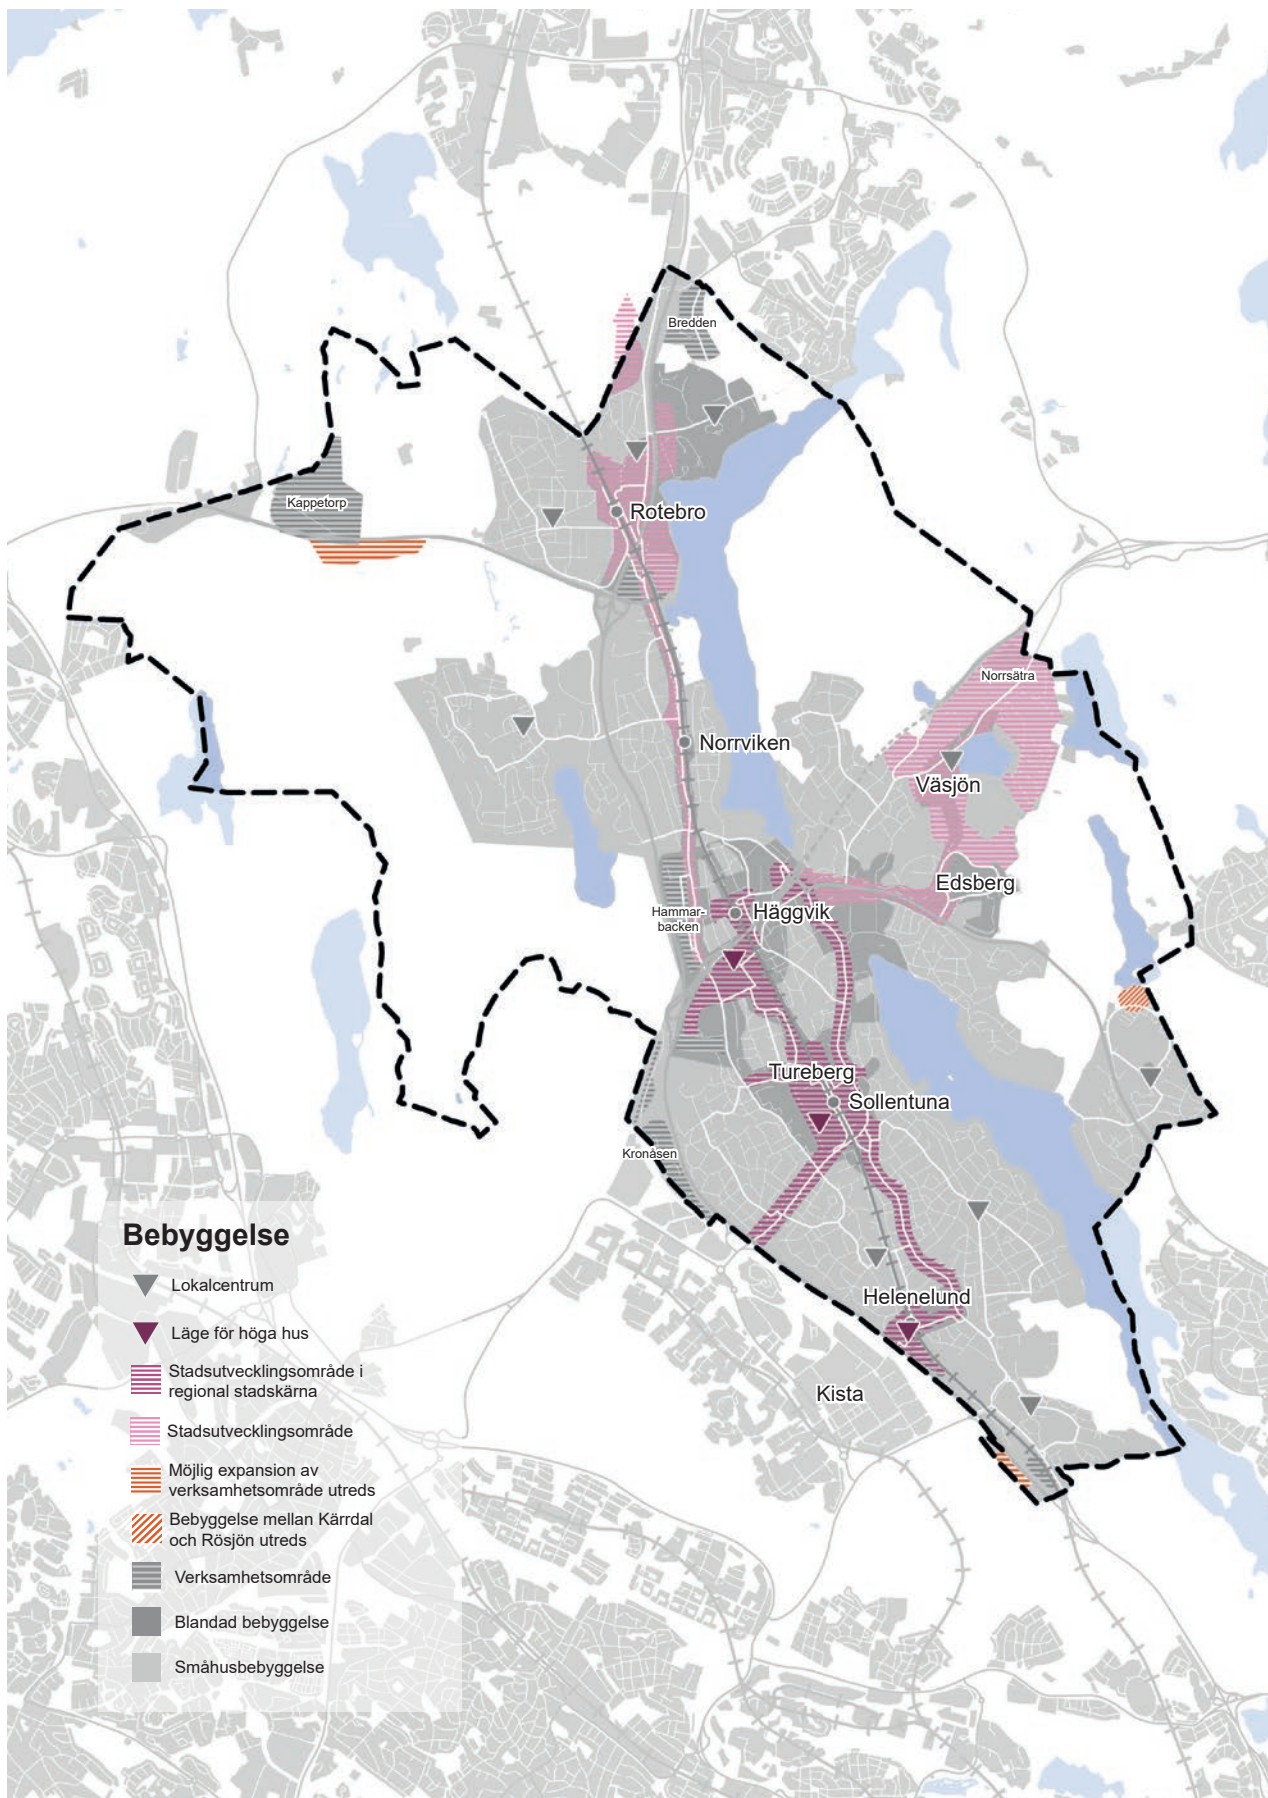 Bredden
Kappetorp
Rotebro
Norrsätra
Norrviken
Väsjön
Edsberg
Hammar-
backen
Häggvik
Tureberg
Sollentuna
Kronåsen
Helenelund
Kista
Bebyggelse
Lokalcentrum
Läge för höga hus
Stadsutvecklingsområde i
regional stadskärna
Stadsutvecklingsområde
Möjlig expansion av
verksamhetsområde utreds
Bebyggelse mellan Kärrdal
och Rösjön utreds
Verksamhetsområde
Blandad bebyggelse
Småhusbebyggelse